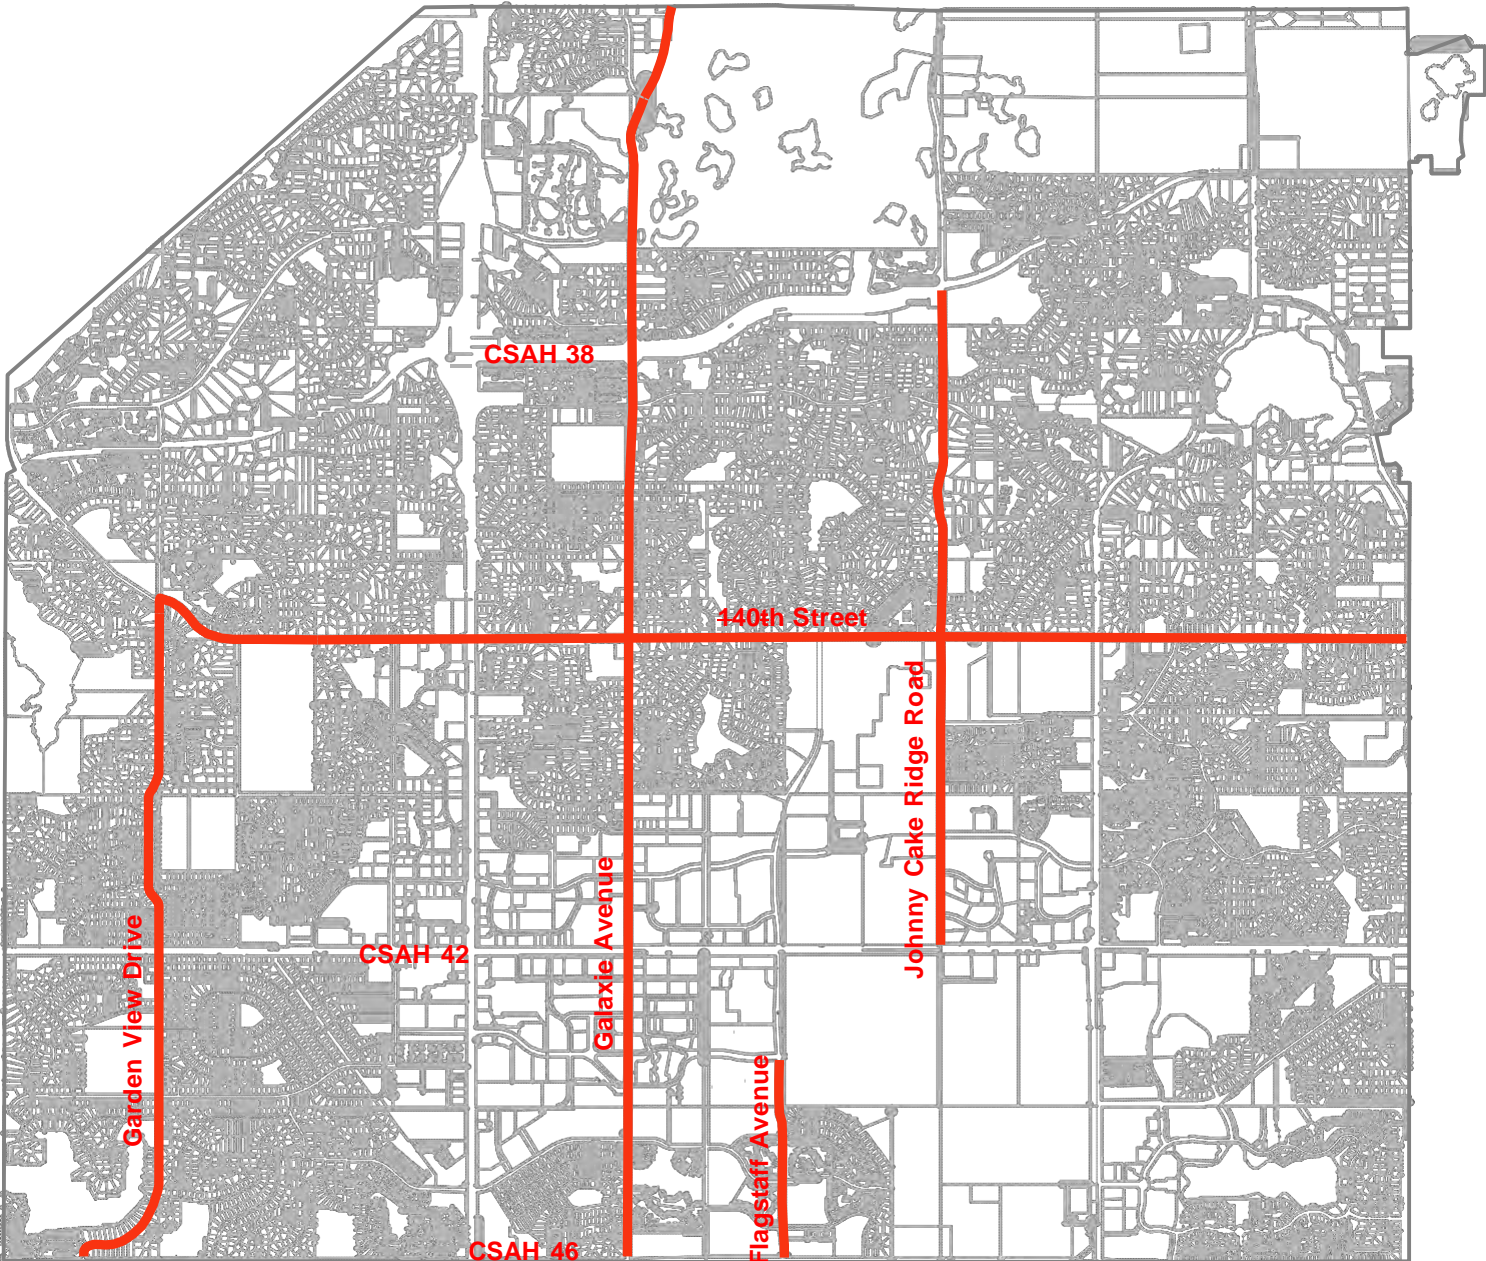 CSAH 38
140th Street
Johnny Cake Ridge Road
Galaxie Avenue
Garden View Drive
CSAH 42
Flagstaff Avenue
CSAH 46